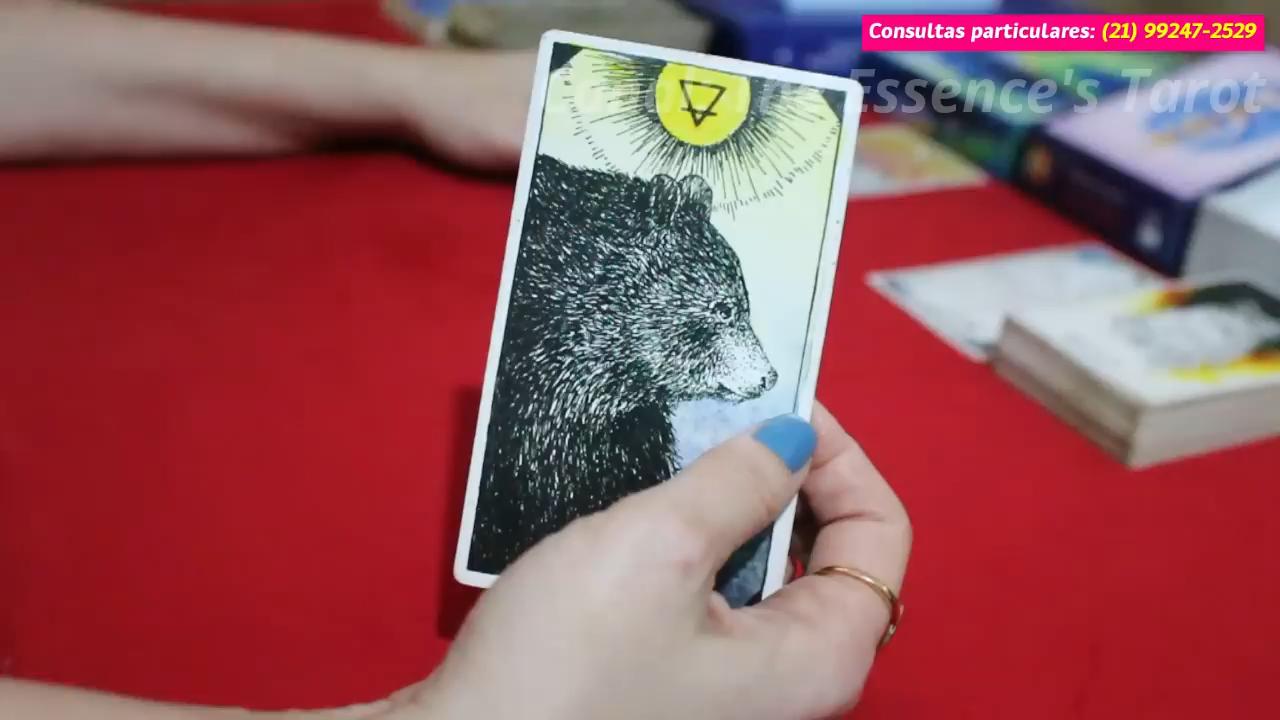 Consultas particulares: (21) 99247-2529
Essence's Tarot